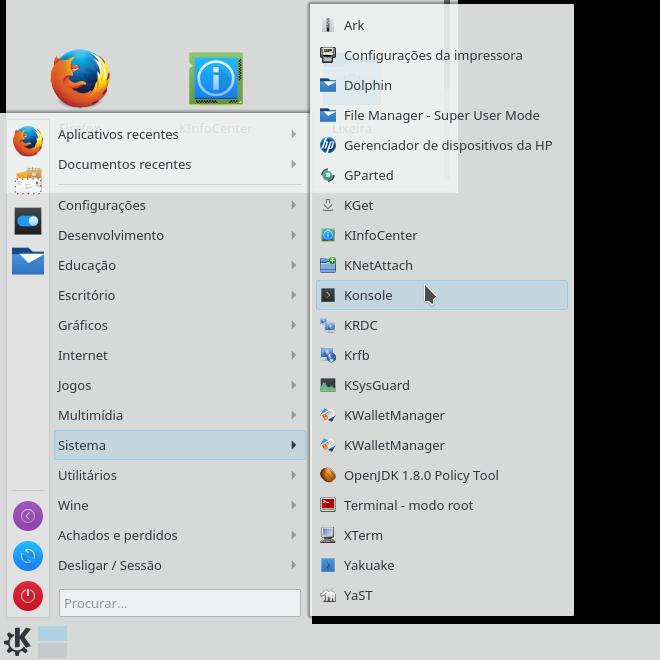 KInfoCenter
Lixeira
Aplicativos recentes
Documentos recentes
Configurações
Desenvolvimento
Educação
Escritório
Gráficos
Internet
Jogos
Multimídia
Sistema
Utilitários
Wine
Achados e perdidos
Desligar / Sessão
Procurar...
Ark
Configurações da impressora
Dolphin
File Manager - Super User Mode
Gerenciador de dispositivos da HP
GParted
KGet
KInfoCenter
KNetAttach
Konsole
KRDC
Krfb
KSysGuard
KWalletManager
KWalletManager
OpenJDK 1.8.0 Policy Tool
Terminal - modo root
XTerm
Yakuake
YaST